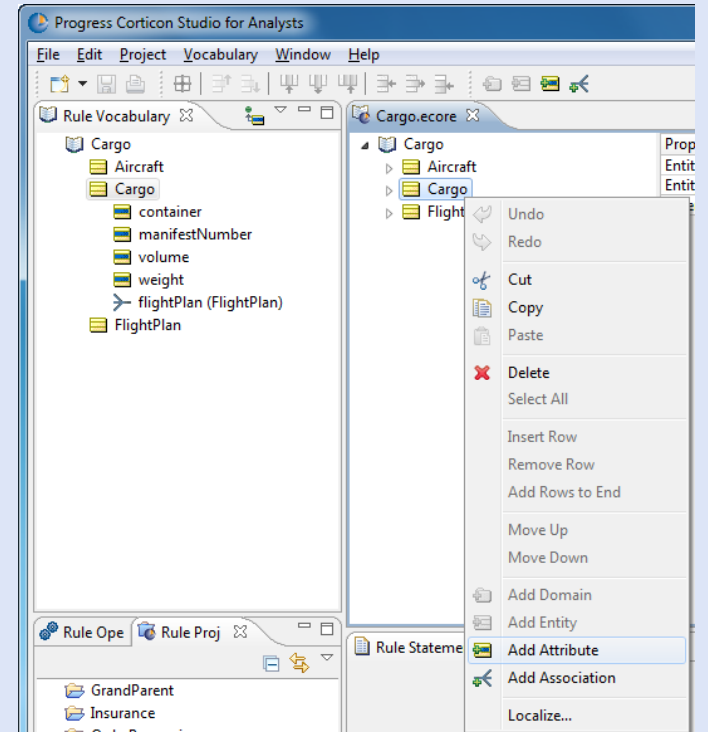 Progress Corticon Studio for Analysts
File Edit Project Vocabulary Window Help
Rule Vocabulary
Cargo
Aircraft
Cargo
container
manifestNumber
volume
weight
flightPlan (FlightPlan)
FlightPlan
Cargo.ecore
Cargo
Aircraft
Cargo
Flight
Prop
Entit
Entit
Undo
Redo
Cut
Copy
Paste
Delete
Select All
Insert Row
Remove Row
Add Rows to End
Move Up
Move Down
Add Domain
Add Entity
Add Attribute
Add Association
Localize...
Rule Ope
Rule Proj
GrandParent
Insurance
Rule Stateme